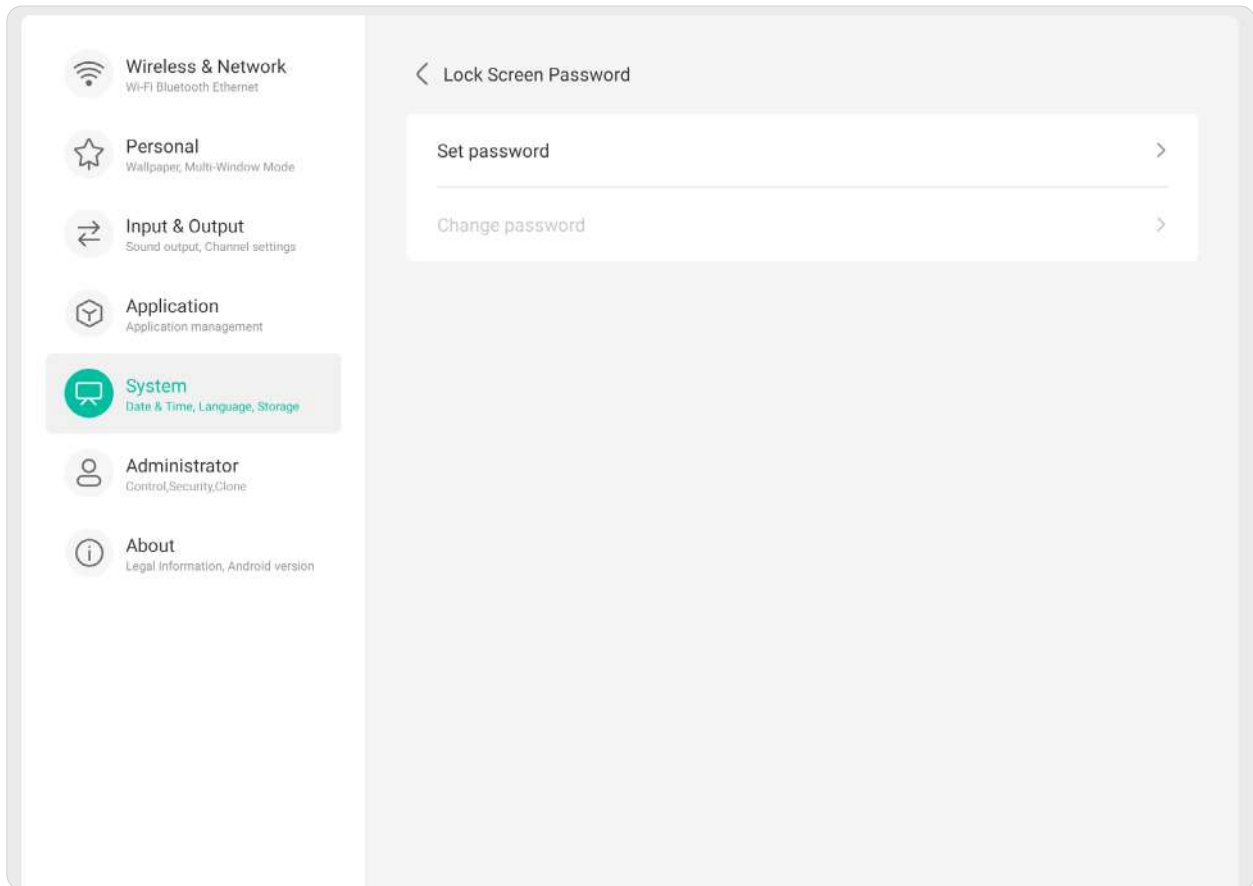 Wireless & Network
Wi-Fi Bluetooth Ethernet
Personal
Wallpaper, Multi-Window Mode
Input & Output
Sound output, Channel settings
Application
Application management
System
Date & Time, Language, Storage
Administrator
Control,Security,Clone
About
Legal Information, Android version
Lock Screen Password
Set password
Change password